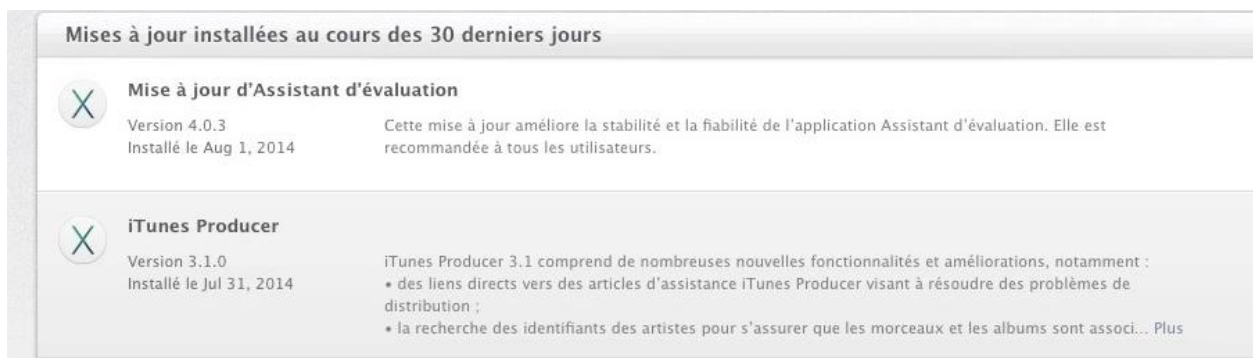 Mises à jour installées au cours des 30 derniers jours
Mise à jour d'Assistant d'évaluation
Version 4.0.3
Installé le Aug 1, 2014
Cette mise à jour améliore la stabilité et la fiabilité de l'application Assistant d'évaluation. Elle est
recommandée à tous les utilisateurs.
iTunes Producer
Version 3.1.0
Installé le Jul 31, 2014
iTunes Producer 3.1 comprend de nombreuses nouvelles fonctionnalités et améliorations, notamment :
• des liens directs vers des articles d'assistance iTunes Producer visant à résoudre des problèmes de
distribution ;
• la recherche des identifiants des artistes pour s'assurer que les morceaux et les albums sont associ... Plus